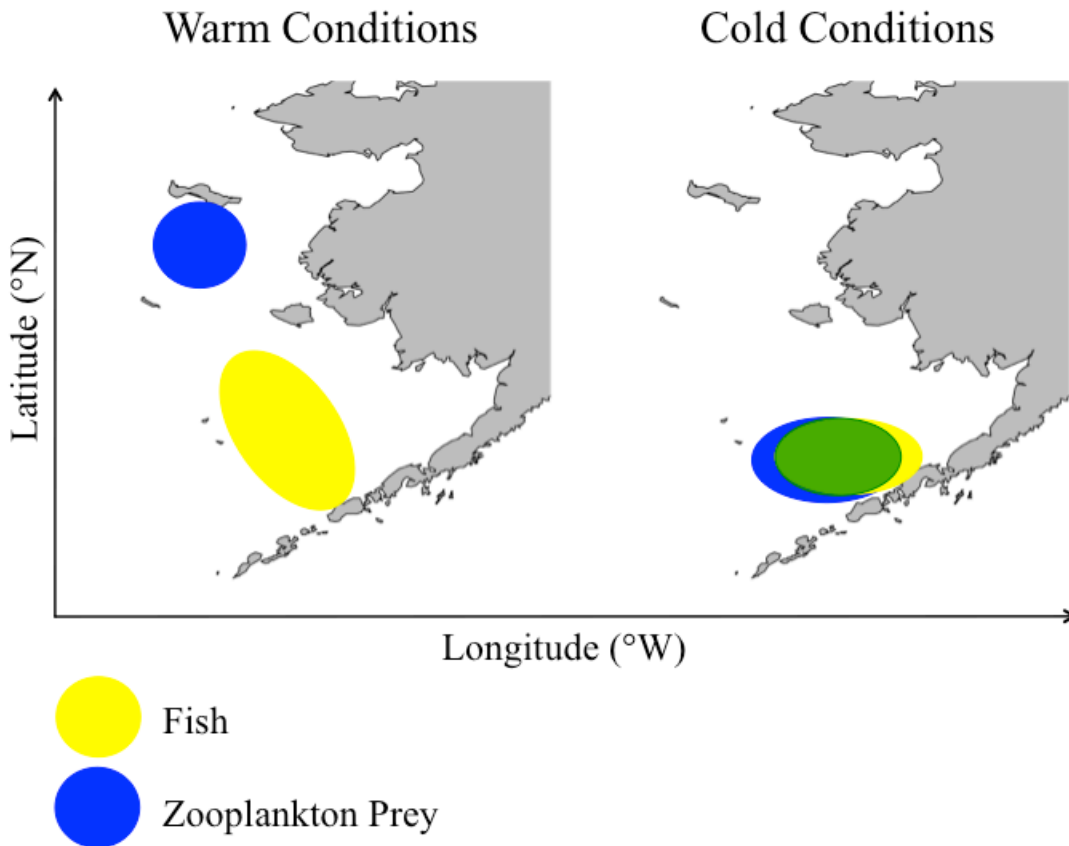 Warm Conditions
Cold Conditions
Latitude (°N)
Longitude (°W)
Fish
Zooplankton Prey